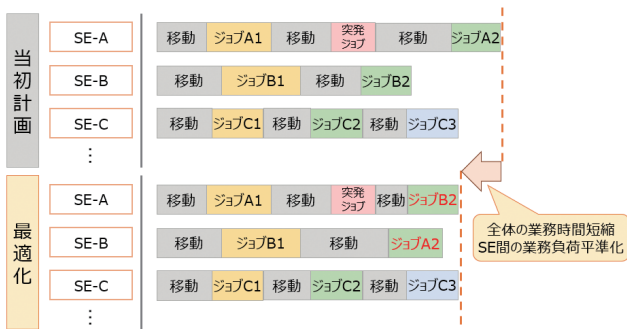 当初計画
SE-A
移動 ジョブA1 移動 突発ジョブ 移動 ジョブA2
SE-B
移動 ジョブB1 移動 ジョブB2
SE-C
移動 ジョブC1 移動 ジョブC2 移動 ジョブC3
⋮
最適化
SE-A
移動 ジョブA1 移動 突発ジョブ 移動 ジョブB2
SE-B
移動 ジョブB1 移動 ジョブA2
SE-C
移動 ジョブC1 移動 ジョブC2 移動 ジョブC3
⋮
全体の業務時間短縮
SE間の業務負荷平準化